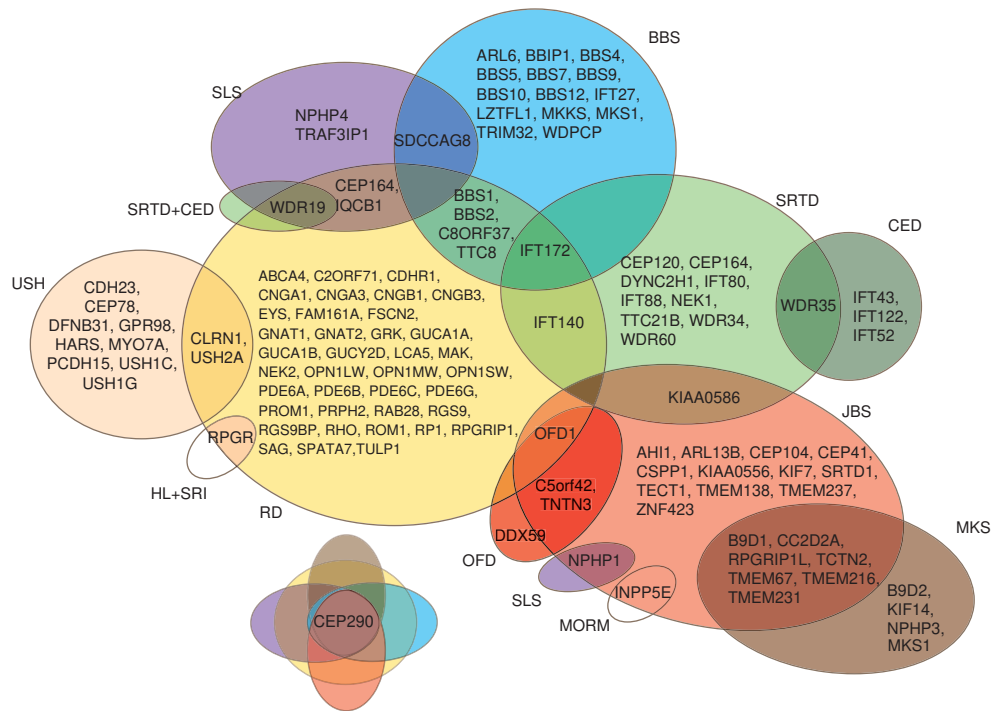 BBS
ARL6, BBIP1, BBS4,
BBS5, BBS7, BBS9,
BBS10, BBS12, IFT27,
LZTFL1, MKKS, MKS1,
TRIM32, WDPCP
SLS
NPHP4
TRAF3IP1
SDCCAG8
CEP164,
IQCB1
SRTD+CED
WDR19
BBS1,
BBS2,
C8ORF37,
TTC8
IFT172
SRTD
CED
CEP120, CEP164,
DYNC2H1, IFT80,
IFT88, NEK1,
TTC21B, WDR34,
WDR60
WDR35
IFT43,
IFT122,
IFT52
USH
CDH23,
CEP78,
DFNB31, GPR98,
HARS, MYO7A,
PCDH15, USH1C,
USH1G
CLRN1,
USH2A
ABCA4, C2ORF71, CDHR1,
CNGA1, CNGA3, CNGB1, CNGB3,
EYS, FAM161A, FSCN2,
GNAT1, GNAT2, GRK, GUCA1A,
GUCA1B, GUCY2D, LCA5, MAK,
NEK2, OPN1LW, OPN1MW, OPN1SW,
PDE6A, PDE6B, PDE6C, PDE6G,
PROM1, PRPH2, RAB28, RGS9,
RGS9BP, RHO, ROM1, RP1, RPGRIP1,
SAG, SPATA7,TULP1
IFT140
KIAA0586
JBS
RPGR
HL+SRI
RD
OFD1
C5orf42,
TNTN3
DDX59
OFD
AHI1, ARL13B, CEP104, CEP41,
CSPP1, KIAA0556, KIF7, SRTD1,
TECT1, TMEM138, TMEM237,
ZNF423
MKS
B9D1, CC2D2A,
RPGRIP1L, TCTN2,
TMEM67, TMEM216,
TMEM231
B9D2,
KIF14,
NPHP3,
MKS1
NPHP1
SLS
INPP5E
MORM
CEP290